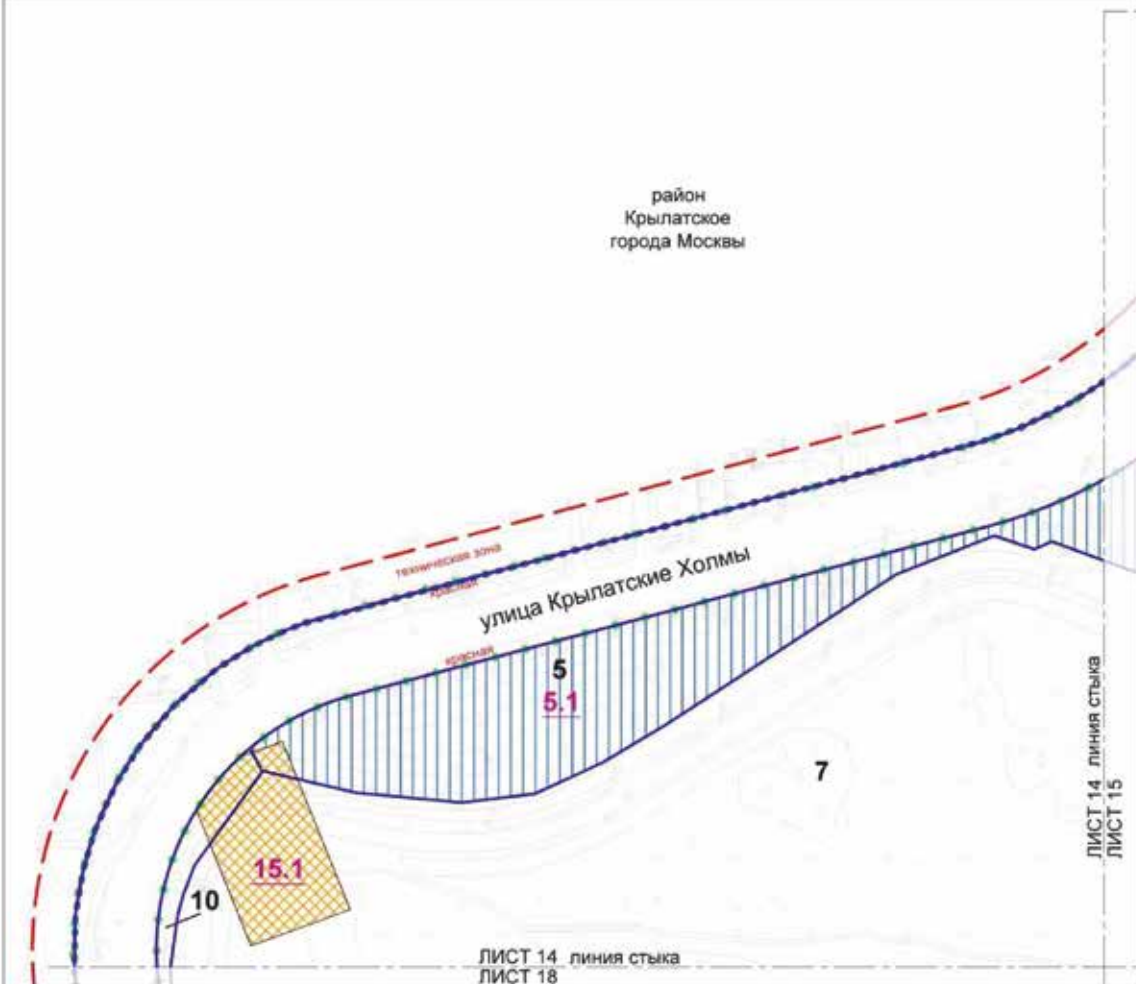 район
Крылатское
города Москвы
техническая зона
красная
улица Крылатские Холмы
красная
5
5.1
7
15.1
10
ЛИСТ 14 линия стыка
ЛИСТ 15
ЛИСТ 14 линия стыка
ЛИСТ 18